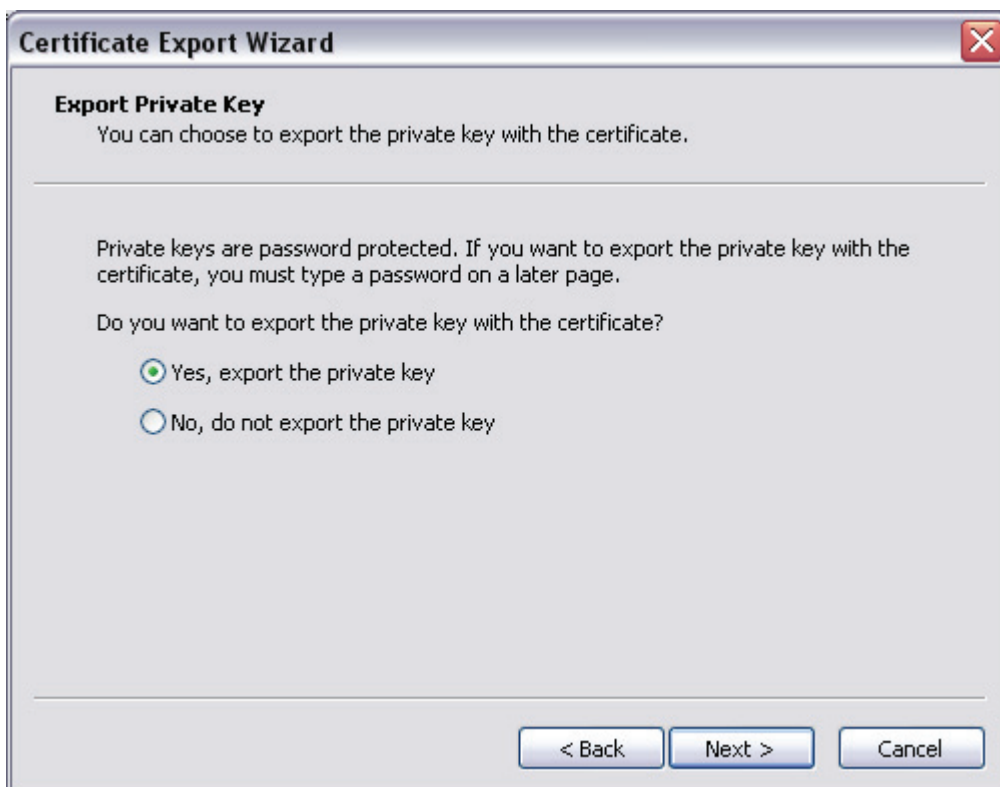 Certificate Export Wizard
Export Private Key
You can choose to export the private key with the certificate.
Private keys are password protected. If you want to export the private key with the
certificate, you must type a password on a later page.
Do you want to export the private key with the certificate?
Yes, export the private key
No, do not export the private key
< Back Next > Cancel